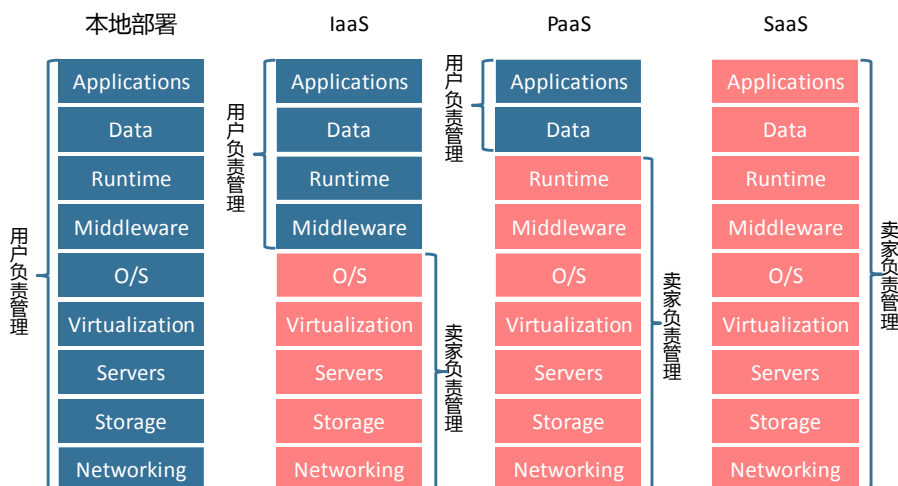 本地部署
IaaS
PaaS
SaaS
用户负责管理
Applications
Data
Runtime
Middleware
O/S
Virtualization
Servers
Storage
Networking
用户负责管理
Applications
Data
Runtime
Middleware
O/S
Virtualization
Servers
Storage
Networking
卖家负责管理
用户负责管理
Applications
Data
Runtime
Middleware
O/S
Virtualization
Servers
Storage
Networking
卖家负责管理
Applications
Data
Runtime
Middleware
O/S
Virtualization
Servers
Storage
Networking
卖家负责管理